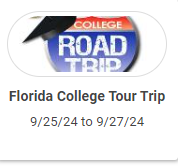 COLLEGE
ROAD
TRIP
Florida College Tour Trip
9/25/24 to 9/27/24